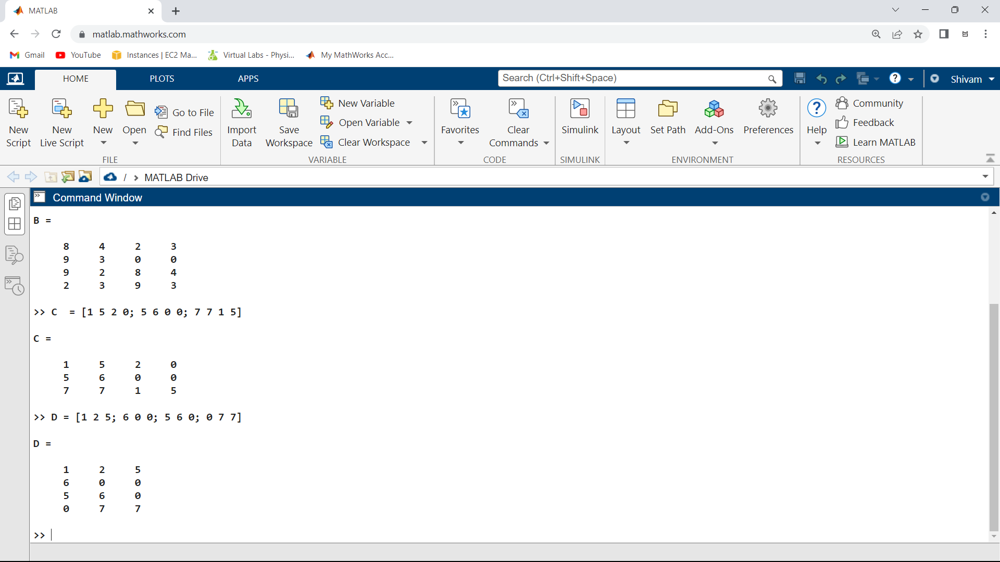 MATLAB
matlab.mathworks.com
Gmail YouTube Instances | EC2 Ma... Virtual Labs - Physi... My MathWorks Acc...
HOME PLOTS APPS Search (Ctrl+Shift+Space) ? Shivam
New Script
New Live Script
New
Open
Go to File
Find Files
FILE
Import Data
Save Workspace
New Variable
Open Variable
Clear Workspace
VARIABLE
Favorites
Clear Commands
CODE
Simulink
SIMULINK
Layout
Set Path
Add-Ons
Preferences
ENVIRONMENT
? Help
Community
Feedback
Learn MATLAB
RESOURCES
/ > MATLAB Drive
Command Window
B =
8 4 2 3
9 3 0 0
9 2 8 4
2 3 9 3
>> C  = [1 5 2 0; 5 6 0 0; 7 7 1 5]
C =
1 5 2 0
5 6 0 0
7 7 1 5
>> D = [1 2 5; 6 0 0; 5 6 0; 0 7 7]
D =
1 2 5
6 0 0
5 6 0
0 7 7
>>